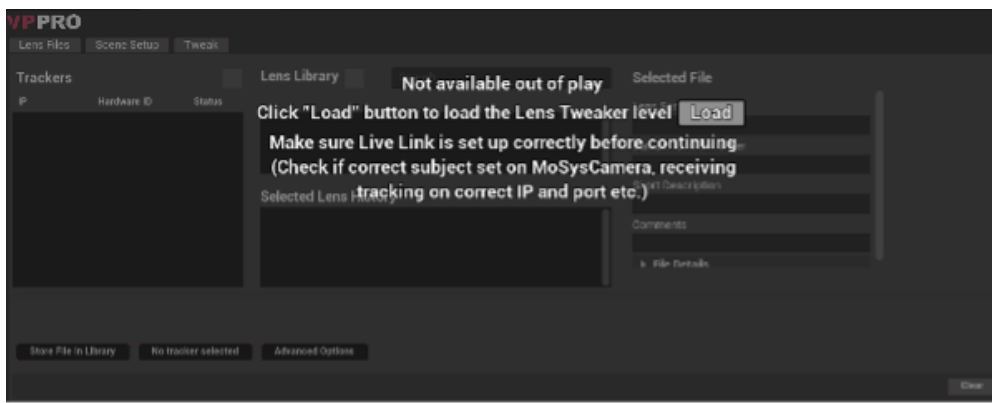 VPPRO
Lens Files Scene Setup Tweak
Trackers
Lens Library
Selected File
Not available out of play
IP Hardware ID Status
Click "Load" button to load the Lens Tweaker level Load
Make sure Live Link is set up correctly before continuing
(Check if correct subject set on MoSysCamera, receiving
tracking on correct IP and port etc.)
Short Description
Selected Lens History
Comments
File Details
Store File In Library No tracker selected Advanced Options
Clear